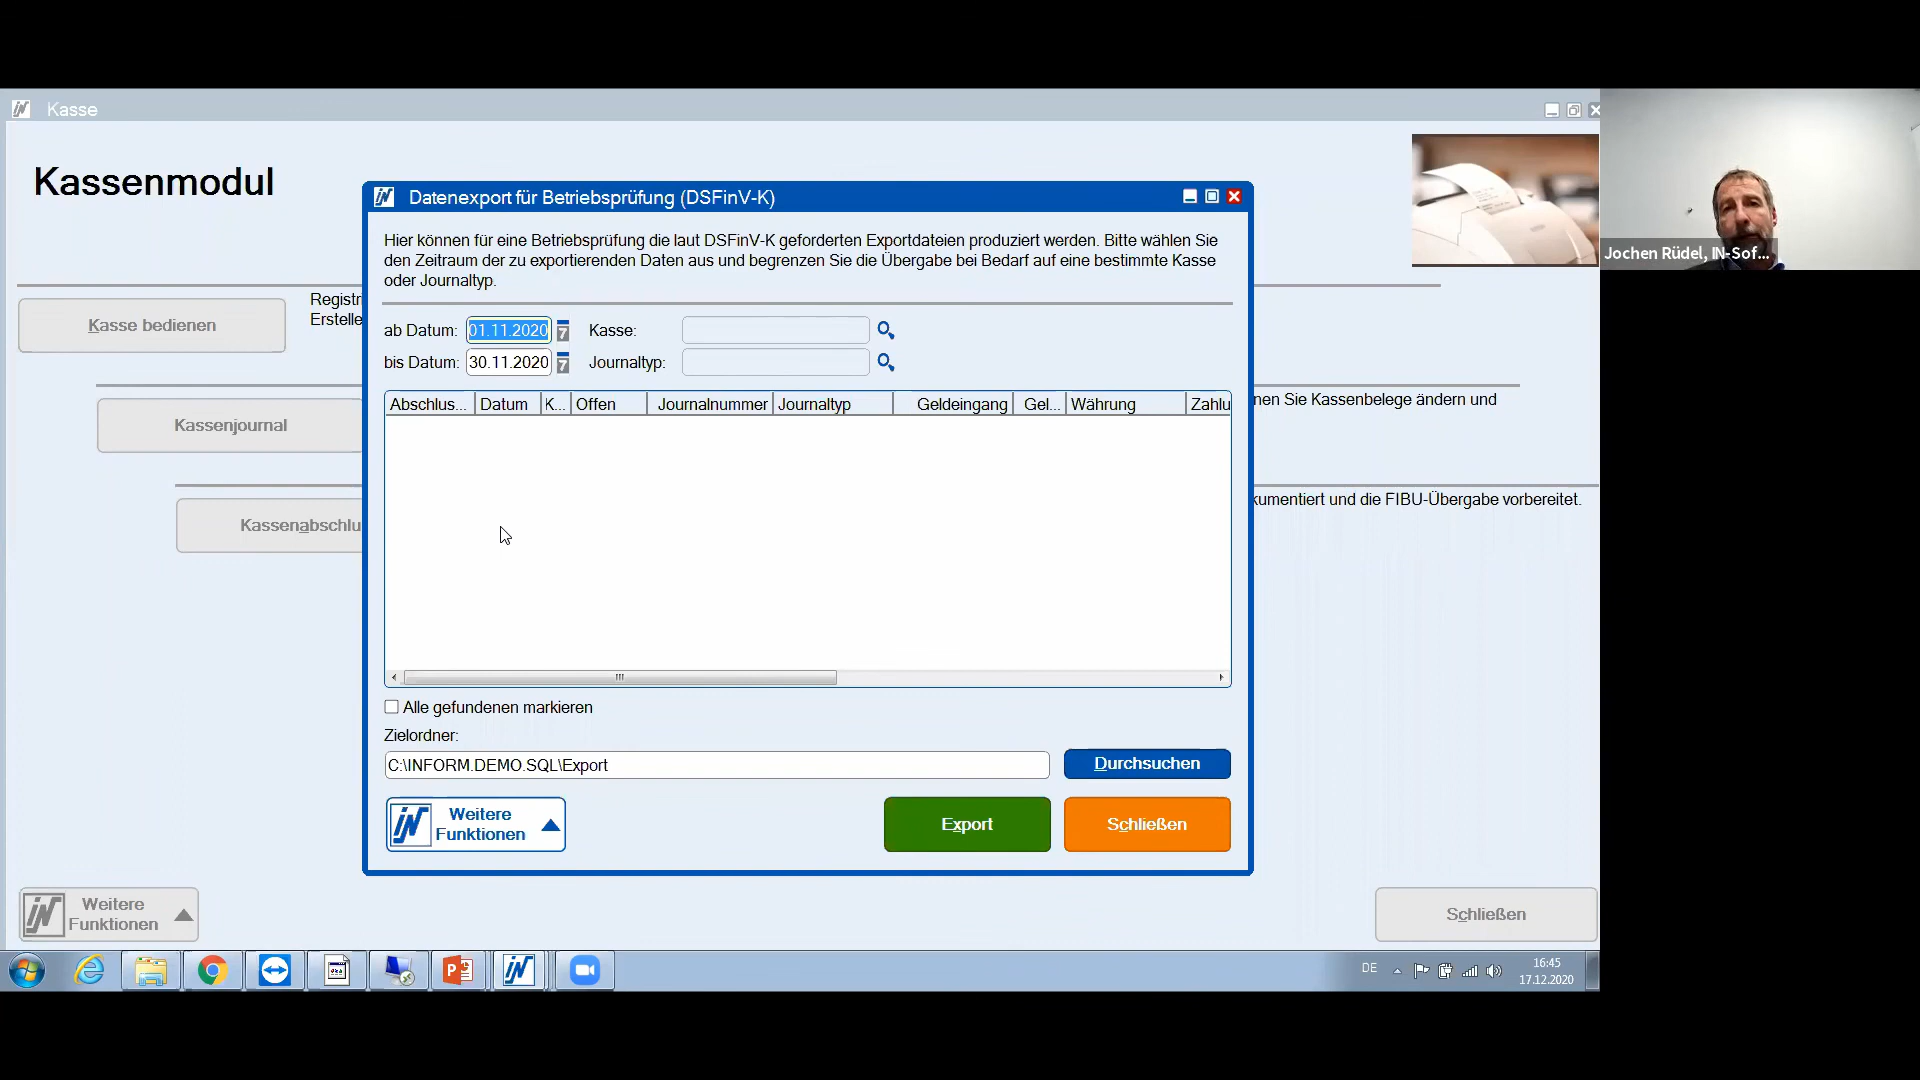 Kasse
Kassenmodul
Datenexport für Betriebsprüfung (DSFinV-K)
Hier können für eine Betriebsprüfung die laut DSFinV-K geforderten Exportdateien produziert werden. Bitte wählen Sie
den Zeitraum der zu exportierenden Daten aus und begrenzen Sie die Übergabe bei Bedarf auf eine bestimmte Kasse
oder Journaltyp.
Jochen Rüdel, IN-Sof...
Kasse bedienen
Registri
Erstelle
ab Datum: 01.11.2020 7 Kasse:
bis Datum: 30.11.2020 7 Journaltyp:
Abschlus... Datum K... Offen Journalnummer Journaltyp Geldeingang Gel... Währung Zahlu
Kassenjournal
nen Sie Kassenbelege ändern und
Kassenabschlu
kumentiert und die FIBU-Übergabe vorbereitet.
Alle gefundenen markieren
Zielordner:
C:\INFORM.DEMO.SQL\Export
Durchsuchen
iN Weitere
Funktionen
Export
Schließen
iN Weitere
Funktionen
Schließen
DE
16:45
17.12.2020